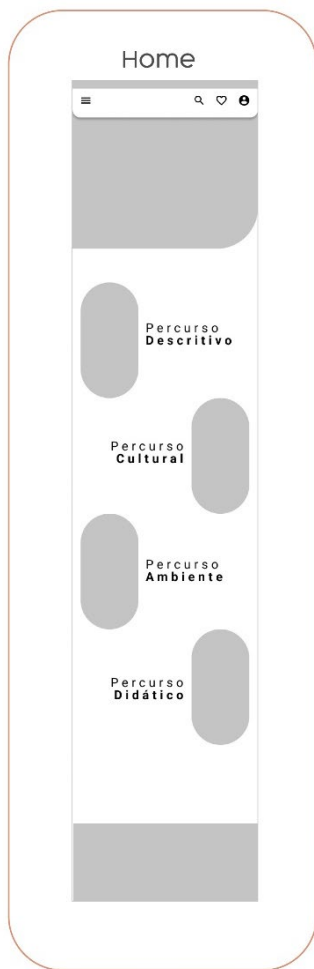 Home
Percurso
Descritivo
Percurso
Cultural
Percurso
Ambiente
Percurso
Didático